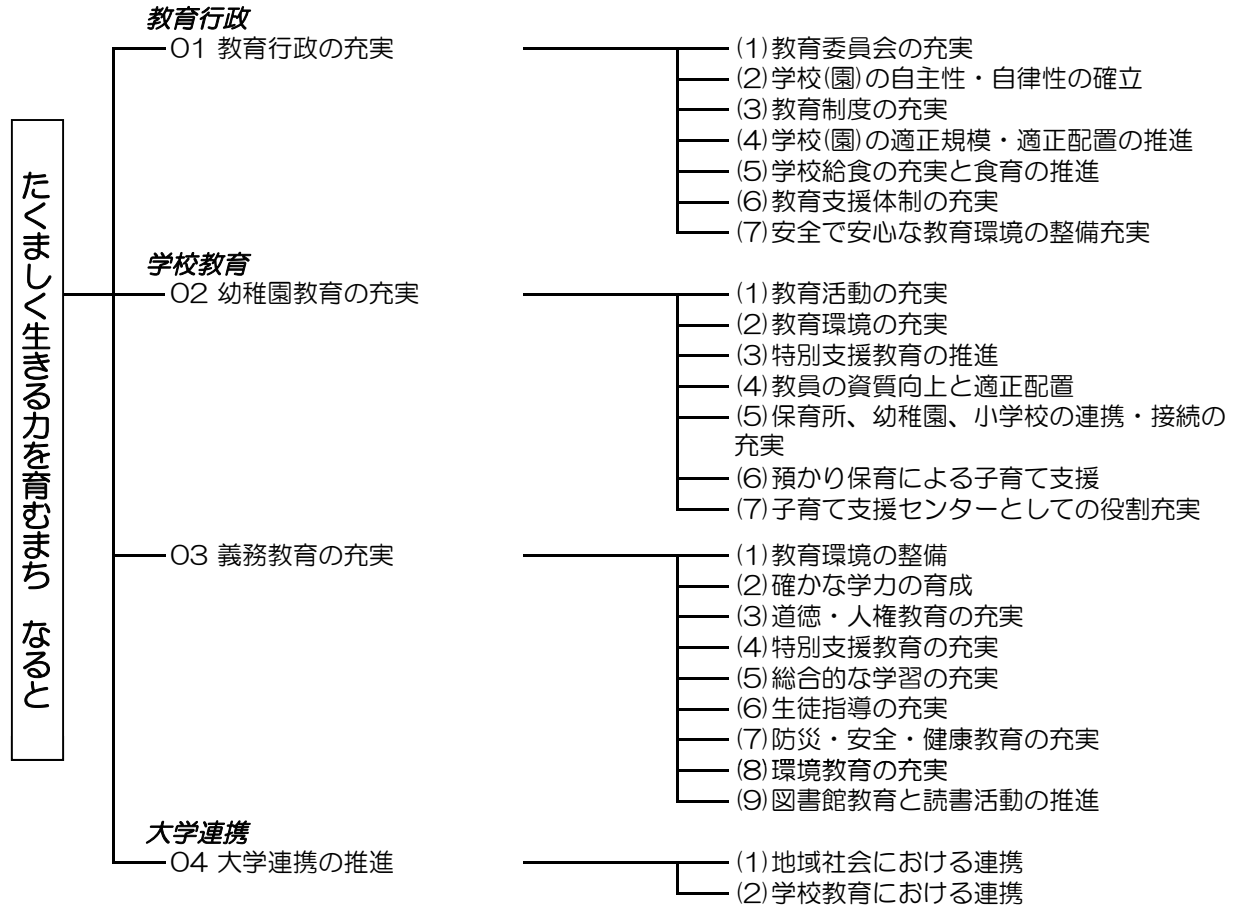 たくましく生きる力を育むまち なると
教育行政
01 教育行政の充実
(1)教育委員会の充実
(2)学校(園)の自主性・自律性の確立
(3)教育制度の充実
(4)学校(園)の適正規模・適正配置の推進
(5)学校給食の充実と食育の推進
(6)教育支援体制の充実
(7)安全で安心な教育環境の整備充実
学校教育
02 幼稚園教育の充実
(1)教育活動の充実
(2)教育環境の充実
(3)特別支援教育の推進
(4)教員の資質向上と適正配置
(5)保育所、幼稚園、小学校の連携・接続の
充実
(6)預かり保育による子育て支援
(7)子育て支援センターとしての役割充実
03 義務教育の充実
(1)教育環境の整備
(2)確かな学力の育成
(3)道徳・人権教育の充実
(4)特別支援教育の充実
(5)総合的な学習の充実
(6)生徒指導の充実
(7)防災・安全・健康教育の充実
(8)環境教育の充実
(9)図書館教育と読書活動の推進
大学連携
04 大学連携の推進
(1)地域社会における連携
(2)学校教育における連携